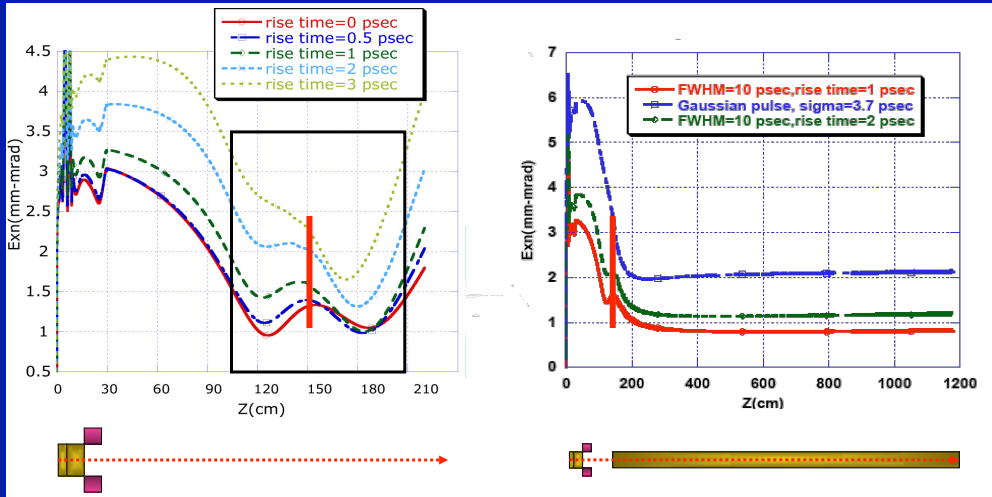 rise time=0 psec
rise time=0.5 psec
rise time=1 psec
rise time=2 psec
rise time=3 psec
4.5
4
3.5
3
2.5
2
1.5
1
0.5
Exn(mm-mrad)
0 30 60 90 120 150 180 210
Z(cm)
FWHM=10 psec,rise time=1 psec
Gaussian pulse, sigma=3.7 psec
FWHM=10 psec,rise time=2 psec
7
6
5
4
3
2
1
0
Exn(mm-mrad)
0 200 400 600 800 1000 1200
Z(cm)